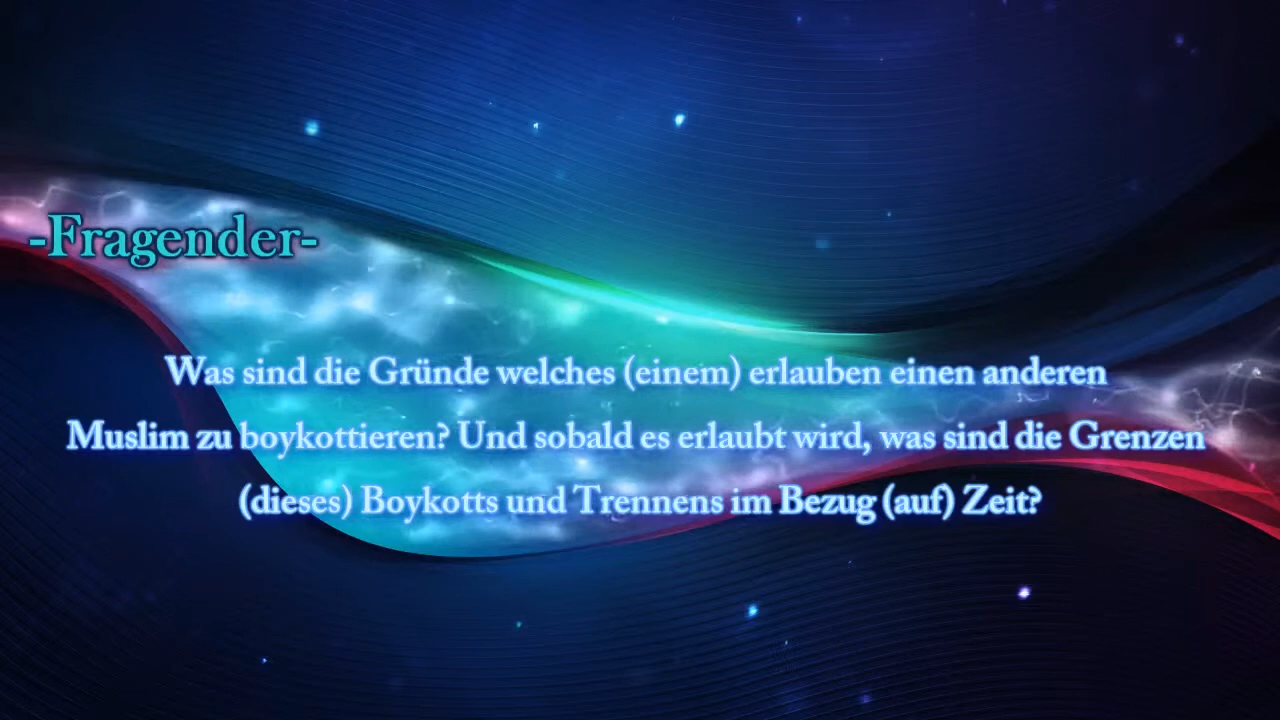 -Fragender-
Was sind die Gründe welches (einem) erlauben einen anderen
Muslim zu boykottieren? Und sobald es erlaubt wird, was sind die Grenzen
(dieses) Boykotts und Trennens im Bezug (auf) Zeit?